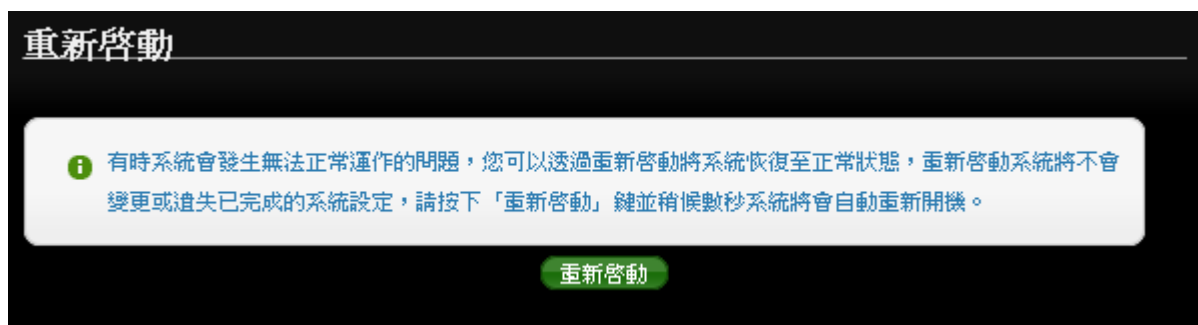 重新啓動
有時系統會發生無法正常運作的問題,您可以透過重新啓動將系統恢復至正常狀態,重新啓動系統將不會
變更或遺失已完成的系統設定,請按下「重新啓動」鍵並稍候數秒系統將會自動重新開機。
重新啓動